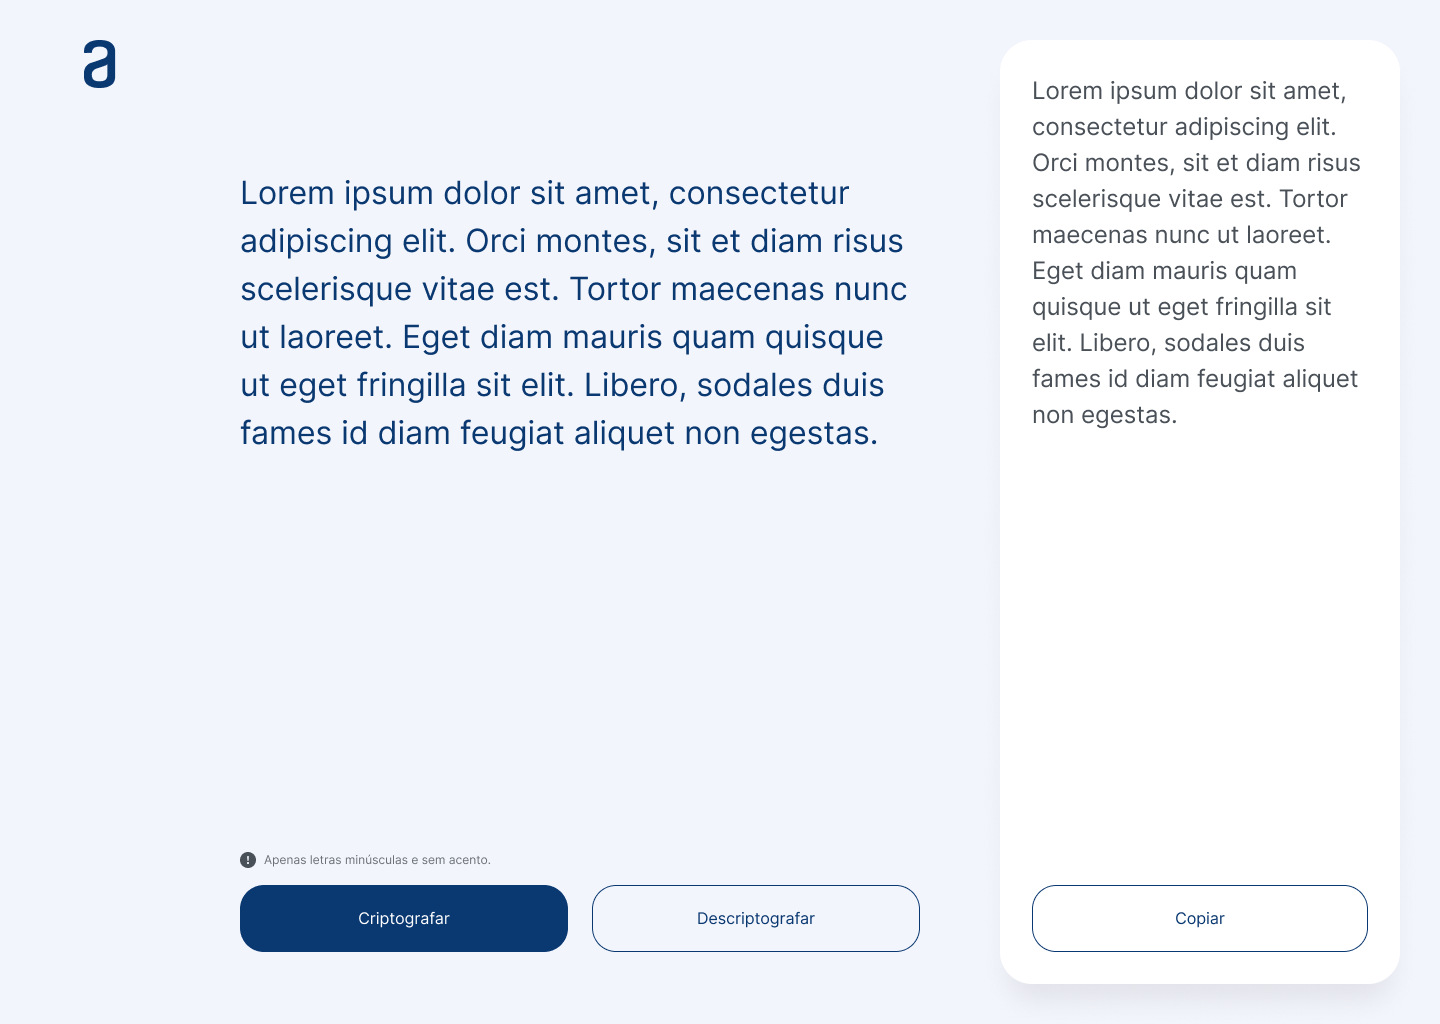 a
Lorem ipsum dolor sit amet, consectetur
adipiscing elit. Orci montes, sit et diam risus
scelerisque vitae est. Tortor maecenas nunc
ut laoreet. Eget diam mauris quam quisque
ut eget fringilla sit elit. Libero, sodales duis
fames id diam feugiat aliquet non egestas.
Apenas letras minúsculas e sem acento.
Criptografar
Descriptografar
Lorem ipsum dolor sit amet,
consectetur adipiscing elit.
Orci montes, sit et diam risus
scelerisque vitae est. Tortor
maecenas nunc ut laoreet.
Eget diam mauris quam
quisque ut eget fringilla sit
elit. Libero, sodales duis
fames id diam feugiat aliquet
non egestas.
Copiar